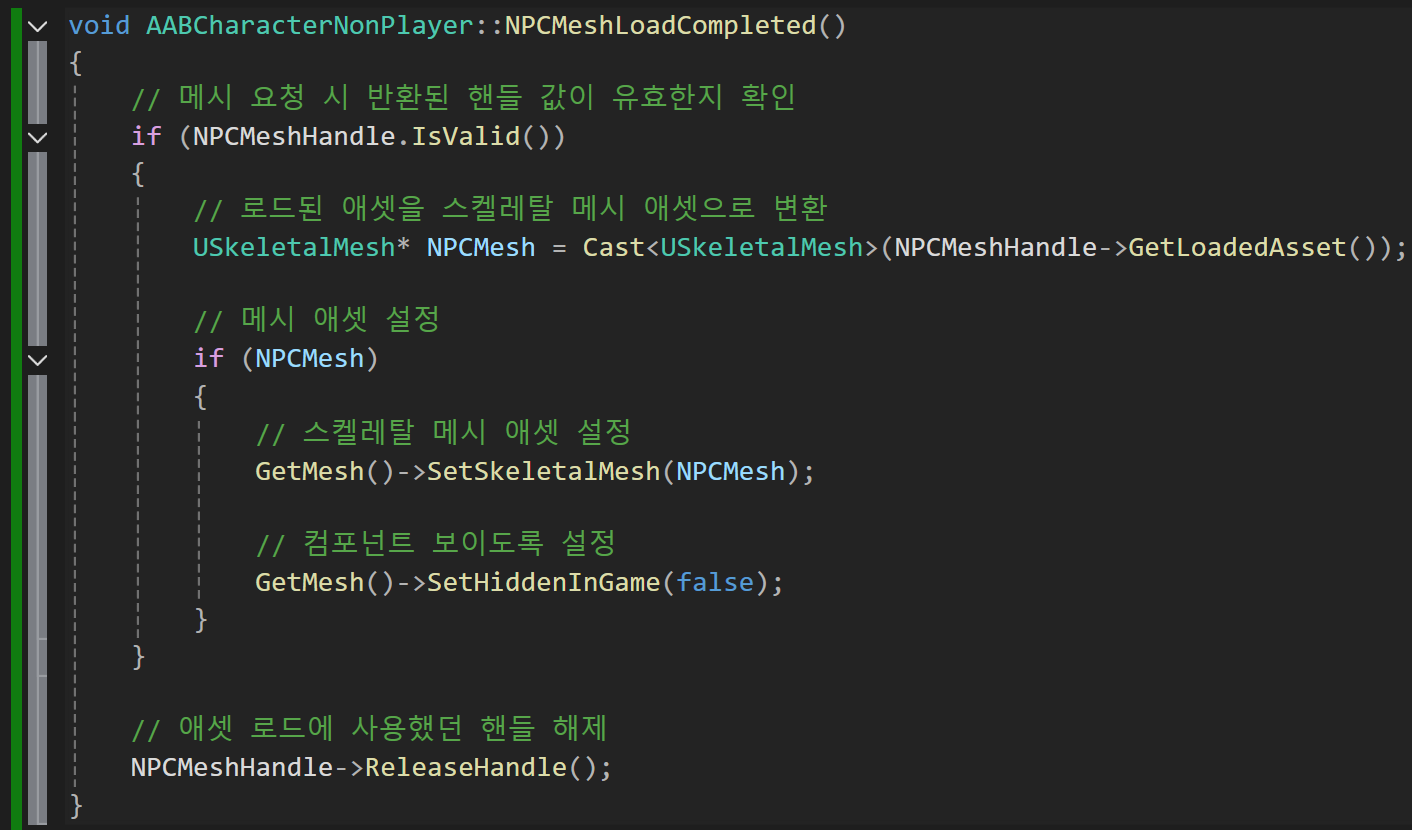 void AABCharacterNonPlayer::NPCMeshLoadCompleted()
{
// 메시 요청 시 반환된 핸들 값이 유효한지 확인
if (NPCMeshHandle.IsValid())
{
// 로드된 애셋을 스켈레탈 메시 애셋으로 변환
USkeletalMesh* NPCMesh = Cast<USkeletalMesh>(NPCMeshHandle->GetLoadedAsset());
// 메시 애셋 설정
if (NPCMesh)
{
// 스켈레탈 메시 애셋 설정
GetMesh()->SetSkeletalMesh(NPCMesh);
// 컴포넌트 보이도록 설정
GetMesh()->SetHiddenInGame(false);
}
}
// 애셋 로드에 사용했던 핸들 해제
NPCMeshHandle->ReleaseHandle();
}